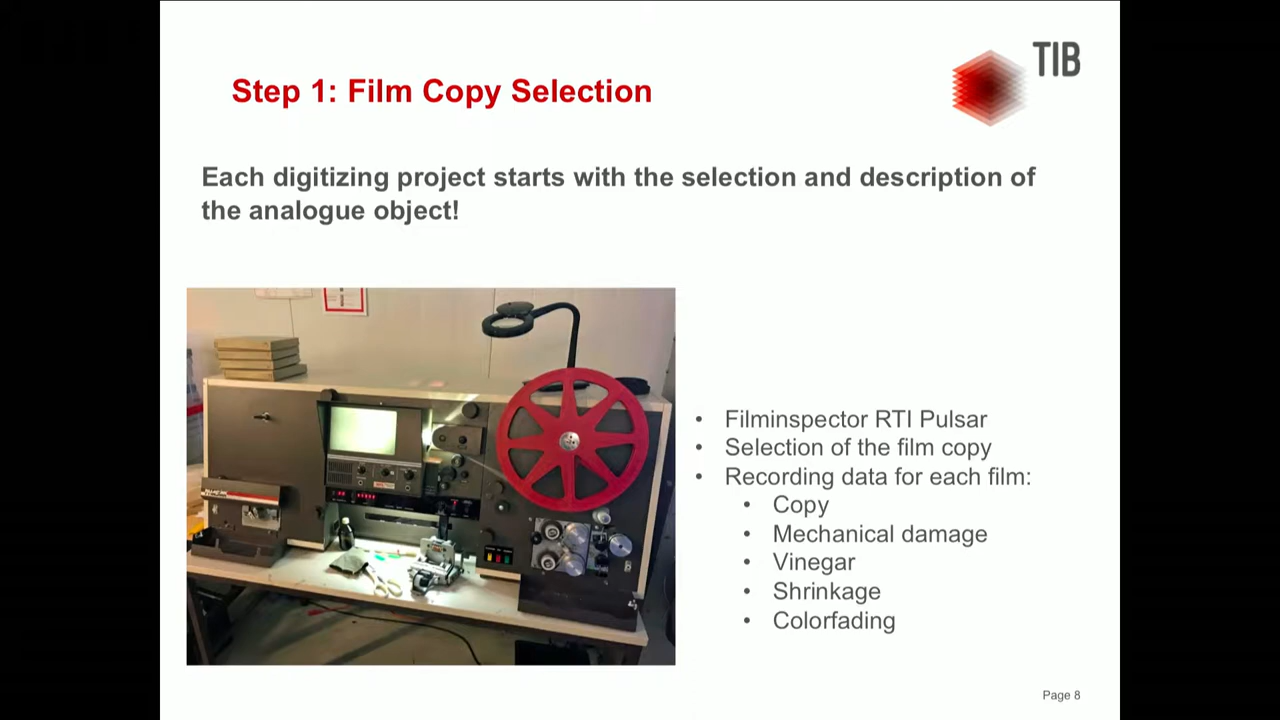 TIB
Step 1: Film Copy Selection
Each digitizing project starts with the selection and description of
the analogue object!
• Filminspector RTI Pulsar
• Selection of the film copy
• Recording data for each film:
• Copy
• Mechanical damage
• Vinegar
• Shrinkage
• Colorfading
Page 8